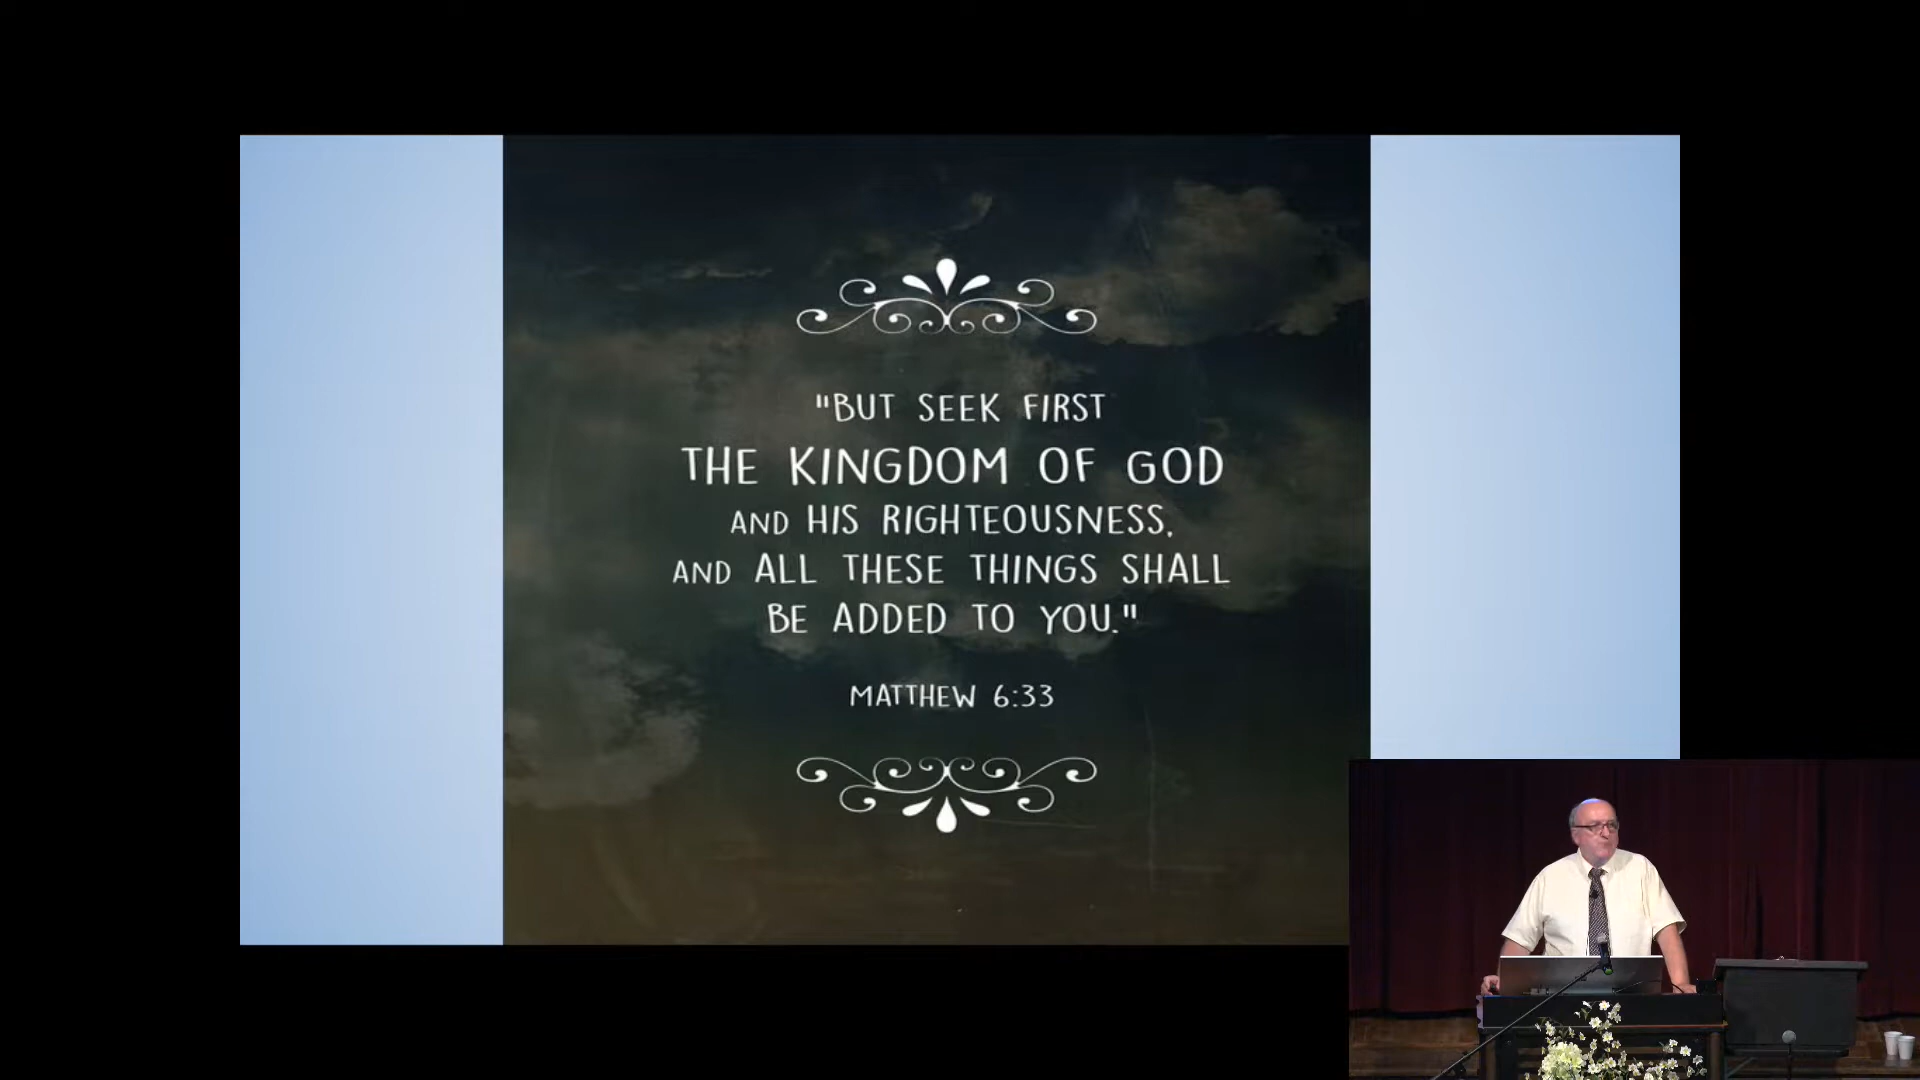 "BUT SEEK FIRST
THE KINGDOM OF GOD
AND HIS RIGHTEOUSNESS,
AND ALL THESE THINGS SHALL
BE ADDED TO YOU."
MATTHEW 6:33